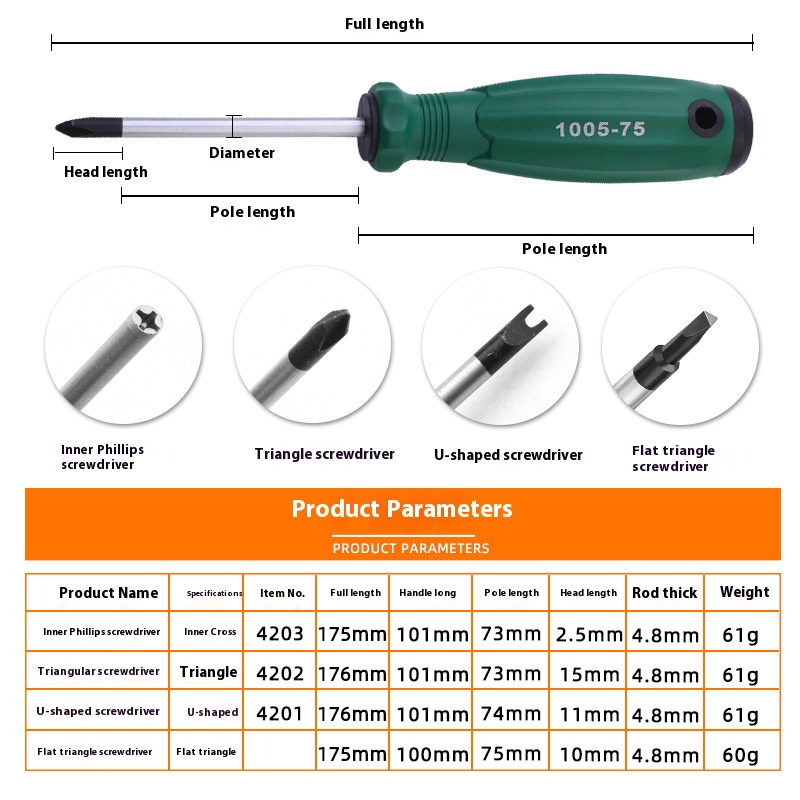 Full length
1005-75
Diameter
Head length
Pole length
Pole length
Inner Phillips
screwdriver
Triangle screwdriver
U-shaped screwdriver
Flat triangle
screwdriver
Product Parameters
PRODUCT PARAMETERS
Product Name Specifications Item No. Full length Handle long Pole length Head length Rod thick Weight
Inner Phillips screwdriver Inner Cross 4203 175mm 101mm 73mm 2.5mm 4.8mm 61g
Triangular screwdriver Triangle 4202 176mm 101mm 73mm 15mm 4.8mm 61g
U-shaped screwdriver U-shaped 4201 176mm 101mm 74mm 11mm 4.8mm 61g
Flat triangle screwdriver Flat triangle 175mm 100mm 75mm 10mm 4.8mm 60g